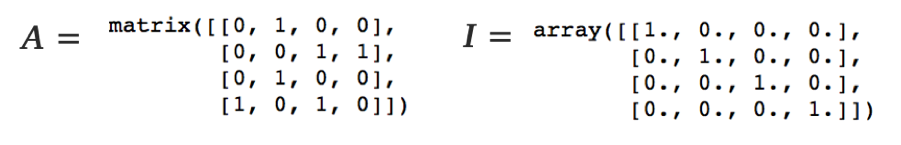 A = matrix([[0, 1, 0, 0],
[0, 0, 1, 1],
[0, 1, 0, 0],
[1, 0, 1, 0]])
I = array([[1., 0., 0., 0.],
[0., 1., 0., 0.],
[0., 0., 1., 0.],
[0., 0., 0., 1.]])